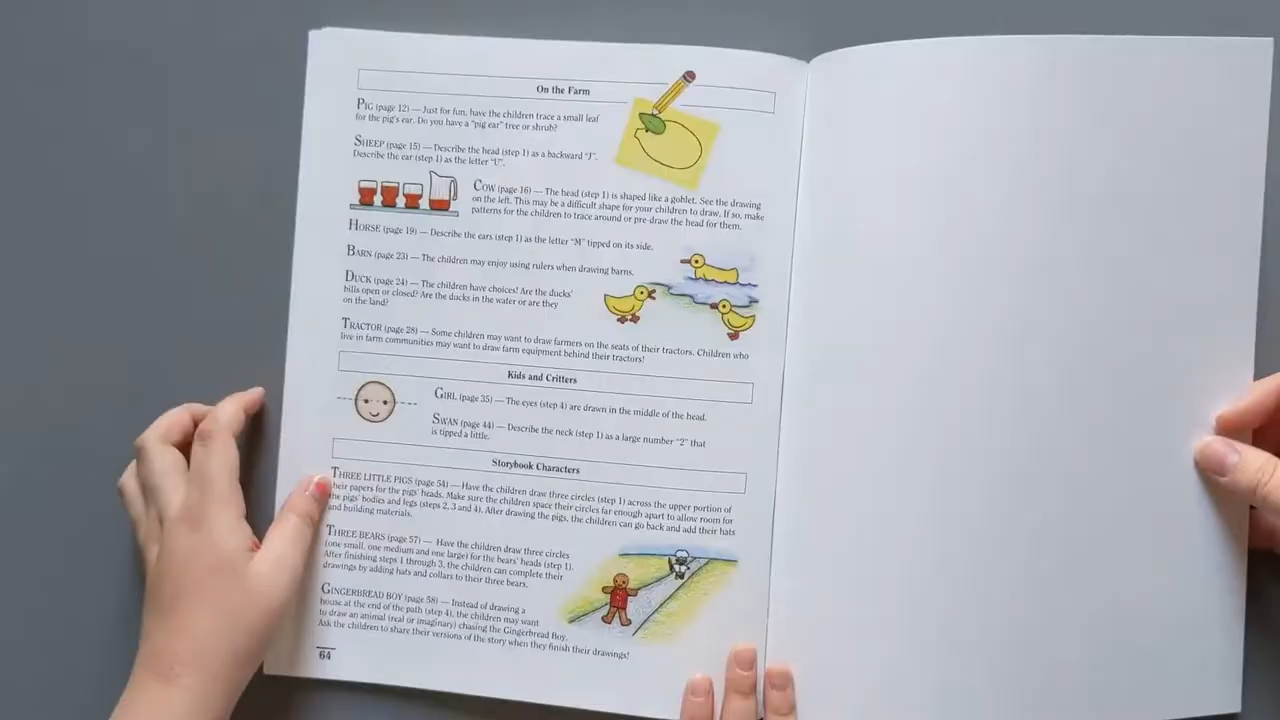 On the Farm
PIG (page 12) — Just for fun, have the children trace a small leaf
for the pig's ear. Do you have a "pig ear" tree or shrub?
SHEEP (page 15) — Describe the head (step 1) as a backward "J".
Describe the ear (step 1) as the letter "U".
COW (page 16) — The head (step 1) is shaped like a goblet. See the drawing
on the left. This may be a difficult shape for your children to draw. If so, make
patterns for the children to trace around or pre-draw the head for them.
HORSE (page 19) — Describe the ears (step 1) as the letter "M" tipped on its side.
BARN (page 23) — The children may enjoy using rulers when drawing barns.
DUCK (page 24) — The children have choices! Are the ducks'
bills open or closed? Are the ducks in the water or are they
on the land?
TRACTOR (page 28) — Some children may want to draw farmers on the seats of their tractors. Children who
live in farm communities may want to draw farm equipment behind their tractors!
Kids and Critters
GIRL (page 35) — The eyes (step 4) are drawn in the middle of the head.
SWAN (page 44) — Describe the neck (step 1) as a large number "2" that
is tipped a little.
Storybook Characters
THREE LITTLE PIGS (page 54) — Have the children draw three circles (step 1) across the upper portion of
their papers for the pigs' heads. Make sure the children space their circles far enough apart to allow room for
the pigs' bodies and legs (steps 2, 3 and 4). After drawing the pigs, the children can go back and add their hats
and building materials.
THREE BEARS (page 57) — Have the children draw three circles
(one small, one medium and one large) for the bears' heads (step 1).
After finishing steps 1 through 3, the children can complete their
drawings by adding hats and collars to their three bears.
GINGERBREAD BOY (page 58) — Instead of drawing a
house at the end of the path (step 4), the children may want
to draw an animal (real or imaginary) chasing the Gingerbread Boy.
Ask the children to share their versions of the story when they finish their drawings!
64